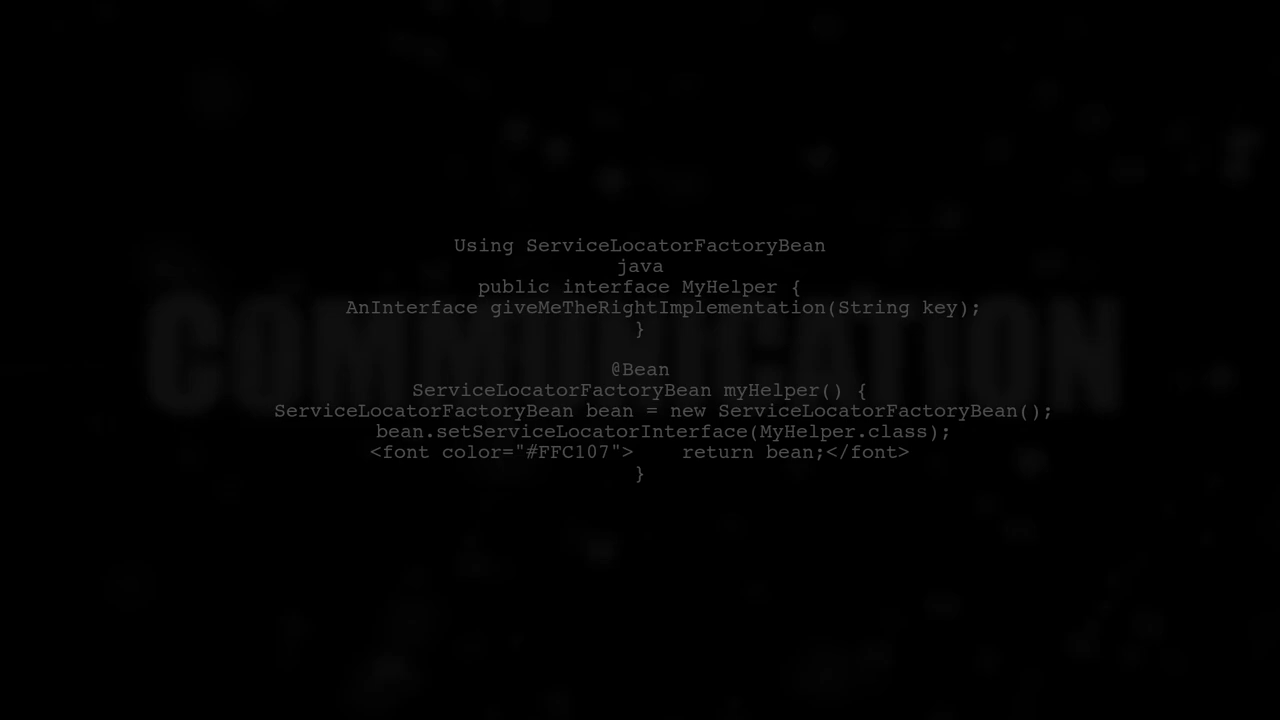 Using ServiceLocatorFactoryBean
java
public interface MyHelper {
AnInterface giveMeTheRightImplementation(String key);
}
@Bean
ServiceLocatorFactoryBean myHelper() {
ServiceLocatorFactoryBean bean = new ServiceLocatorFactoryBean();
bean.setServiceLocatorInterface(MyHelper.class);
<font color="#FFC107">    return bean;</font>
}
COMMUNICATION